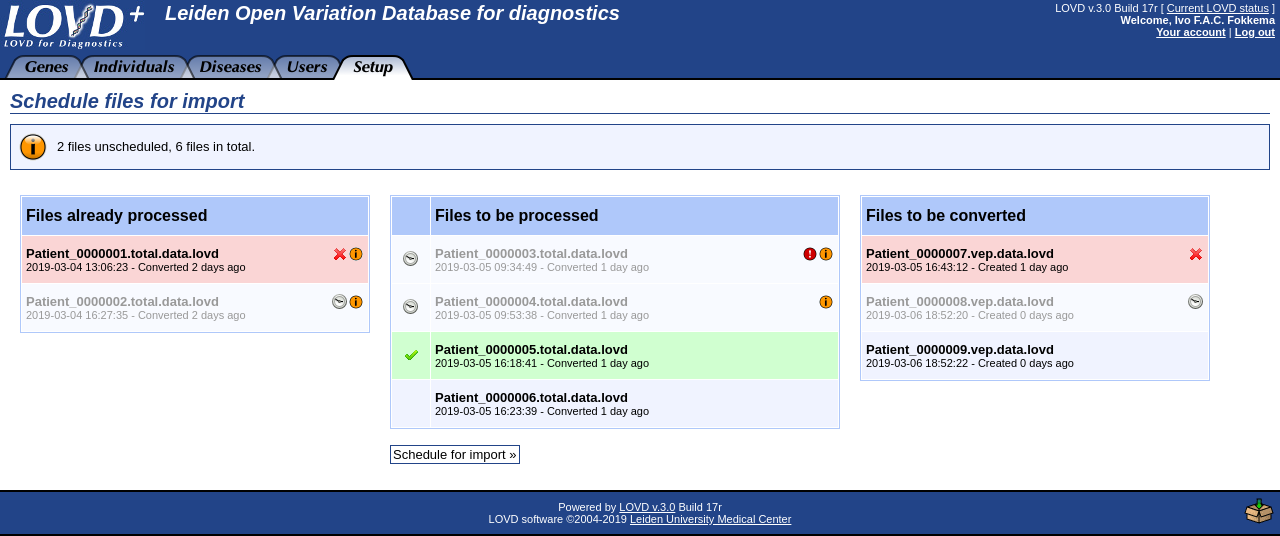 LOVD+
LOVD for Diagnostics
Leiden Open Variation Database for diagnostics
LOVD v.3.0 Build 17r [ Current LOVD status ]
Welcome, Ivo F.A.C. Fokkema
Your account | Log out
Genes Individuals Diseases Users Setup
Schedule files for import
2 files unscheduled, 6 files in total.
Files already processed
Patient_0000001.total.data.lovd
2019-03-04 13:06:23 - Converted 2 days ago
Patient_0000002.total.data.lovd
2019-03-04 16:27:35 - Converted 2 days ago
Files to be processed
Patient_0000003.total.data.lovd
2019-03-05 09:34:49 - Converted 1 day ago
Patient_0000004.total.data.lovd
2019-03-05 09:53:38 - Converted 1 day ago
Patient_0000005.total.data.lovd
2019-03-05 16:18:41 - Converted 1 day ago
Patient_0000006.total.data.lovd
2019-03-05 16:23:39 - Converted 1 day ago
Schedule for import »
Files to be converted
Patient_0000007.vep.data.lovd
2019-03-05 16:43:12 - Created 1 day ago
Patient_0000008.vep.data.lovd
2019-03-06 18:52:20 - Created 0 days ago
Patient_0000009.vep.data.lovd
2019-03-06 18:52:22 - Created 0 days ago
Powered by LOVD v.3.0 Build 17r
LOVD software ©2004-2019 Leiden University Medical Center